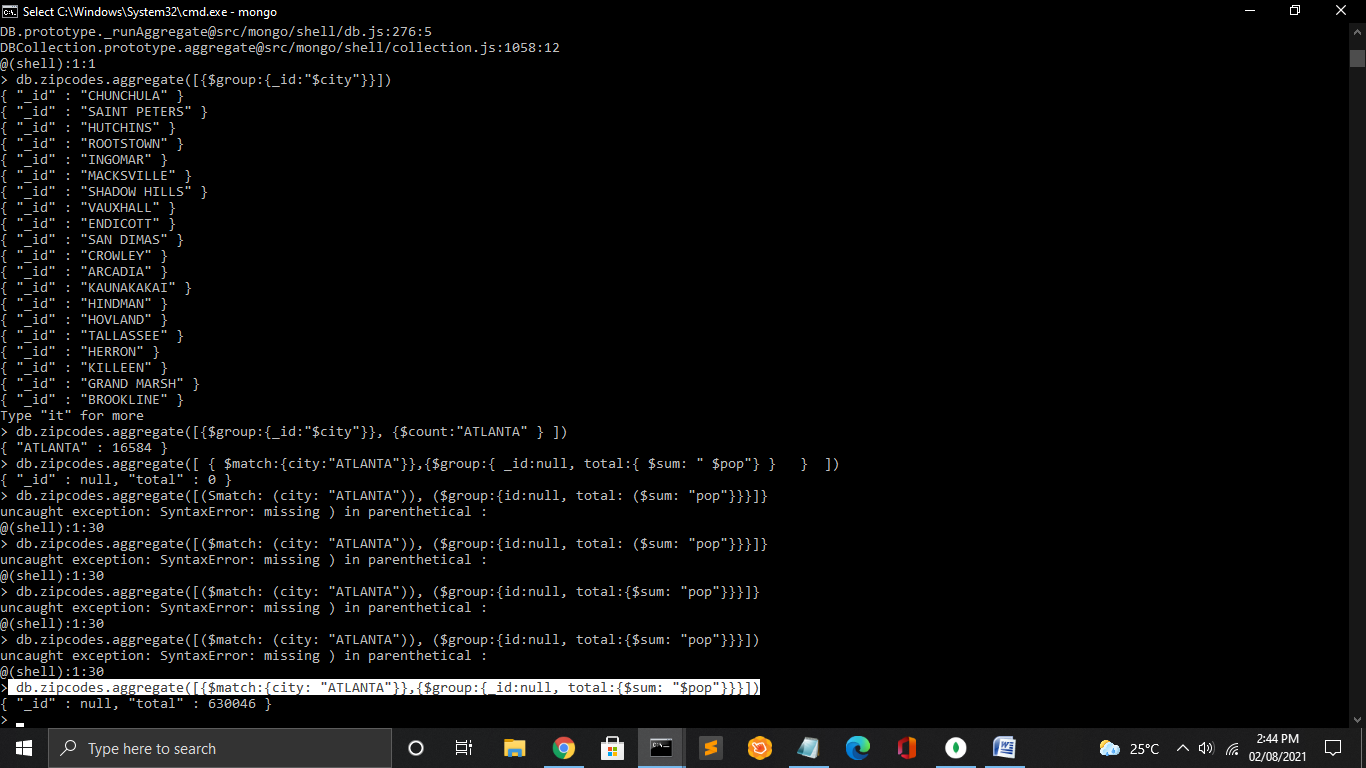 Select C:\Windows\System32\cmd.exe - mongo
DB.prototype._runAggregate@src/mongo/shell/db.js:276:5
DBCollection.prototype.aggregate@src/mongo/shell/collection.js:1058:12
@(shell):1:1
> db.zipcodes.aggregate([{$group:{_id:"$city"}}])
{ "_id" : "CHUNCHULA" }
{ "_id" : "SAINT PETERS" }
{ "_id" : "HUTCHINS" }
{ "_id" : "ROOTSTOWN" }
{ "_id" : "INGOMAR" }
{ "_id" : "MACKSVILLE" }
{ "_id" : "SHADOW HILLS" }
{ "_id" : "VAUXHALL" }
{ "_id" : "ENDICOTT" }
{ "_id" : "SAN DIMAS" }
{ "_id" : "CROWLEY" }
{ "_id" : "ARCADIA" }
{ "_id" : "KAUNAKAKAI" }
{ "_id" : "HINDMAN" }
{ "_id" : "HOVLAND" }
{ "_id" : "TALLASSEE" }
{ "_id" : "HERRON" }
{ "_id" : "KILLEEN" }
{ "_id" : "GRAND MARSH" }
{ "_id" : "BROOKLINE" }
Type "it" for more
> db.zipcodes.aggregate([{$group:{_id:"$city"}}, {$count:"ATLANTA" } ])
{ "ATLANTA" : 16584 }
> db.zipcodes.aggregate([ { $match:{city:"ATLANTA"}},{$group:{ _id:null, total:{ $sum: " $pop"} }   }  ])
{ "_id" : null, "total" : 0 }
> db.zipcodes.aggregate([(Smatch: (city: "ATLANTA")), ($group:{id:null, total: ($sum: "pop"}}}]}
uncaught exception: SyntaxError: missing ) in parenthetical :
@(shell):1:30
> db.zipcodes.aggregate([($match: (city: "ATLANTA")), ($group:{id:null, total: ($sum: "pop"}}}]}
uncaught exception: SyntaxError: missing ) in parenthetical :
@(shell):1:30
> db.zipcodes.aggregate([($match: (city: "ATLANTA")), ($group:{id:null, total:{$sum: "pop"}}}]}
uncaught exception: SyntaxError: missing ) in parenthetical :
@(shell):1:30
> db.zipcodes.aggregate([($match: (city: "ATLANTA")), ($group:{id:null, total:{$sum: "pop"}}}])
uncaught exception: SyntaxError: missing ) in parenthetical :
@(shell):1:30
> db.zipcodes.aggregate([{$match:{city: "ATLANTA"}},{$group:{_id:null, total:{$sum: "$pop"}}}])
{ "_id" : null, "total" : 630046 }
>
Type here to search
25°C
2:44 PM
02/08/2021